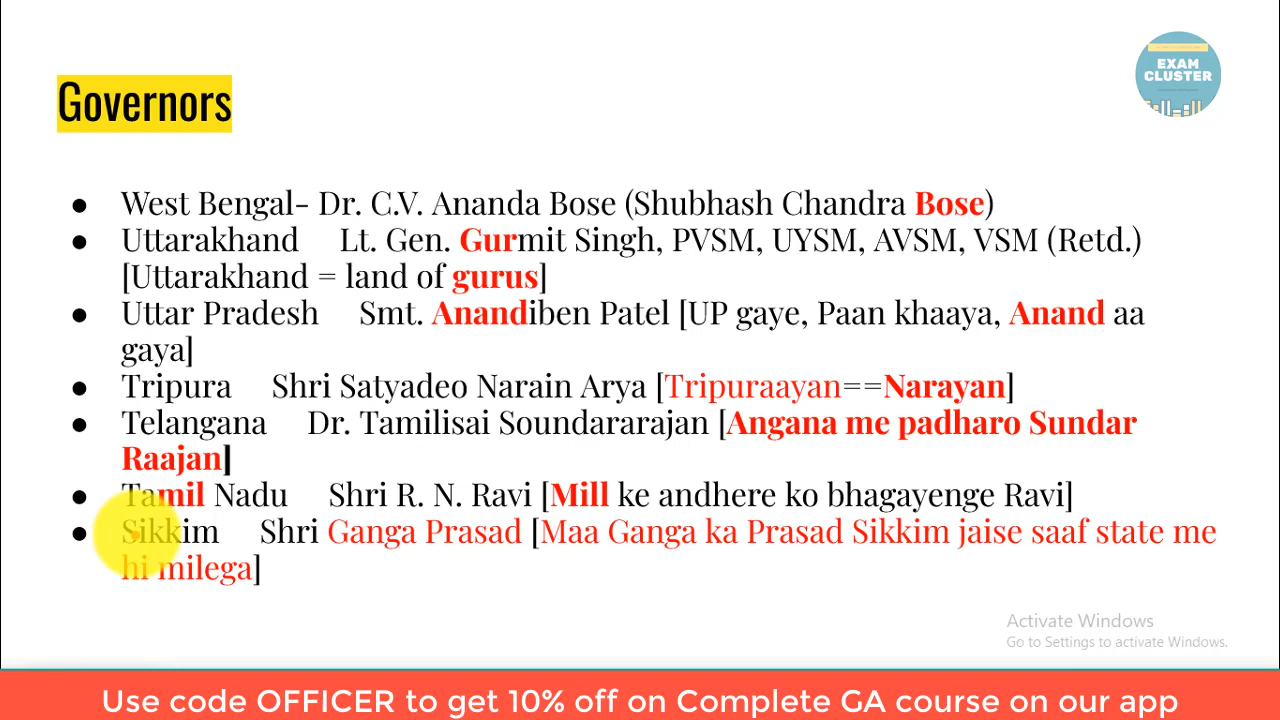 EXAM
CLUSTER
Governors
● West Bengal- Dr. C.V. Ananda Bose (Shubhash Chandra Bose)
● Uttarakhand Lt. Gen. Gurmit Singh, PVSM, UYSM, AVSM, VSM (Retd.)
[Uttarakhand = land of gurus]
● Uttar Pradesh Smt. Anandiben Patel [UP gaye, Paan khaaya, Anand aa
gaya]
● Tripura Shri Satyadeo Narain Arya [Tripuraayan==Narayan]
● Telangana Dr. Tamilisai Soundararajan [Angana me padharo Sundar
Raajan]
● Tamil Nadu Shri R. N. Ravi [Mill ke andhere ko bhagayenge Ravi]
● Sikkim Shri Ganga Prasad [Maa Ganga ka Prasad Sikkim jaise saaf state me
hi milega]
Activate Windows
Go to Settings to activate Windows.
Use code OFFICER to get 10% off on Complete GA course on our app